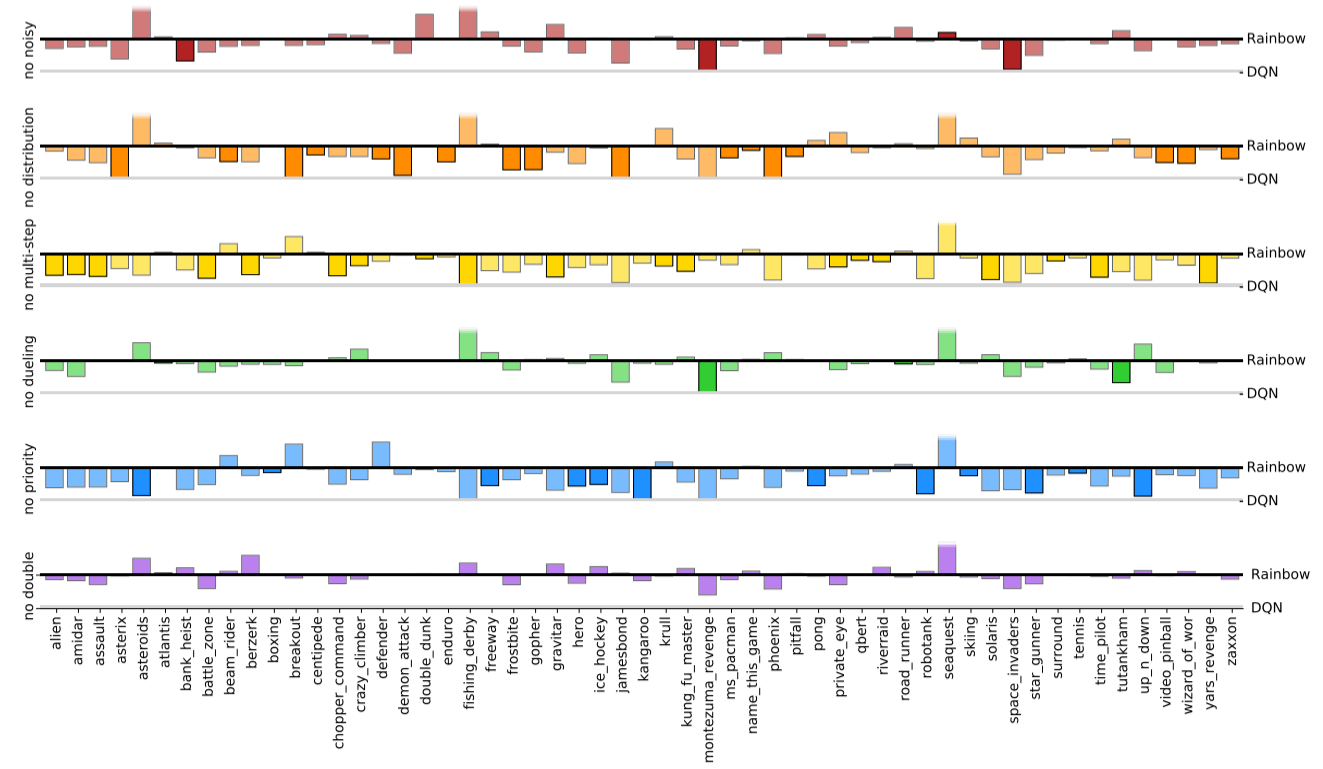 no noisy
Rainbow
DQN
no distribution
Rainbow
DQN
no multi-step
Rainbow
DQN
no dueling
Rainbow
DQN
no priority
Rainbow
DQN
no double
Rainbow
DQN
alien
amidar
assault
asterix
asteroids
atlantis
bank_heist
battle_zone
beam_rider
berzerk
boxing
breakout
centipede
chopper_command
crazy_climber
defender
demon_attack
double_dunk
enduro
fishing_derby
freeway
frostbite
gopher
gravitar
hero
ice_hockey
jamesbond
kangaroo
krull
kung_fu_master
montezuma_revenge
ms_pacman
name_this_game
phoenix
pitfall
pong
private_eye
qbert
riverraid
road_runner
robotank
seaquest
skiing
solaris
space_invaders
star_gunner
surround
tennis
time_pilot
tutankham
up_n_down
video_pinball
wizard_of_wor
yars_revenge
zaxxon